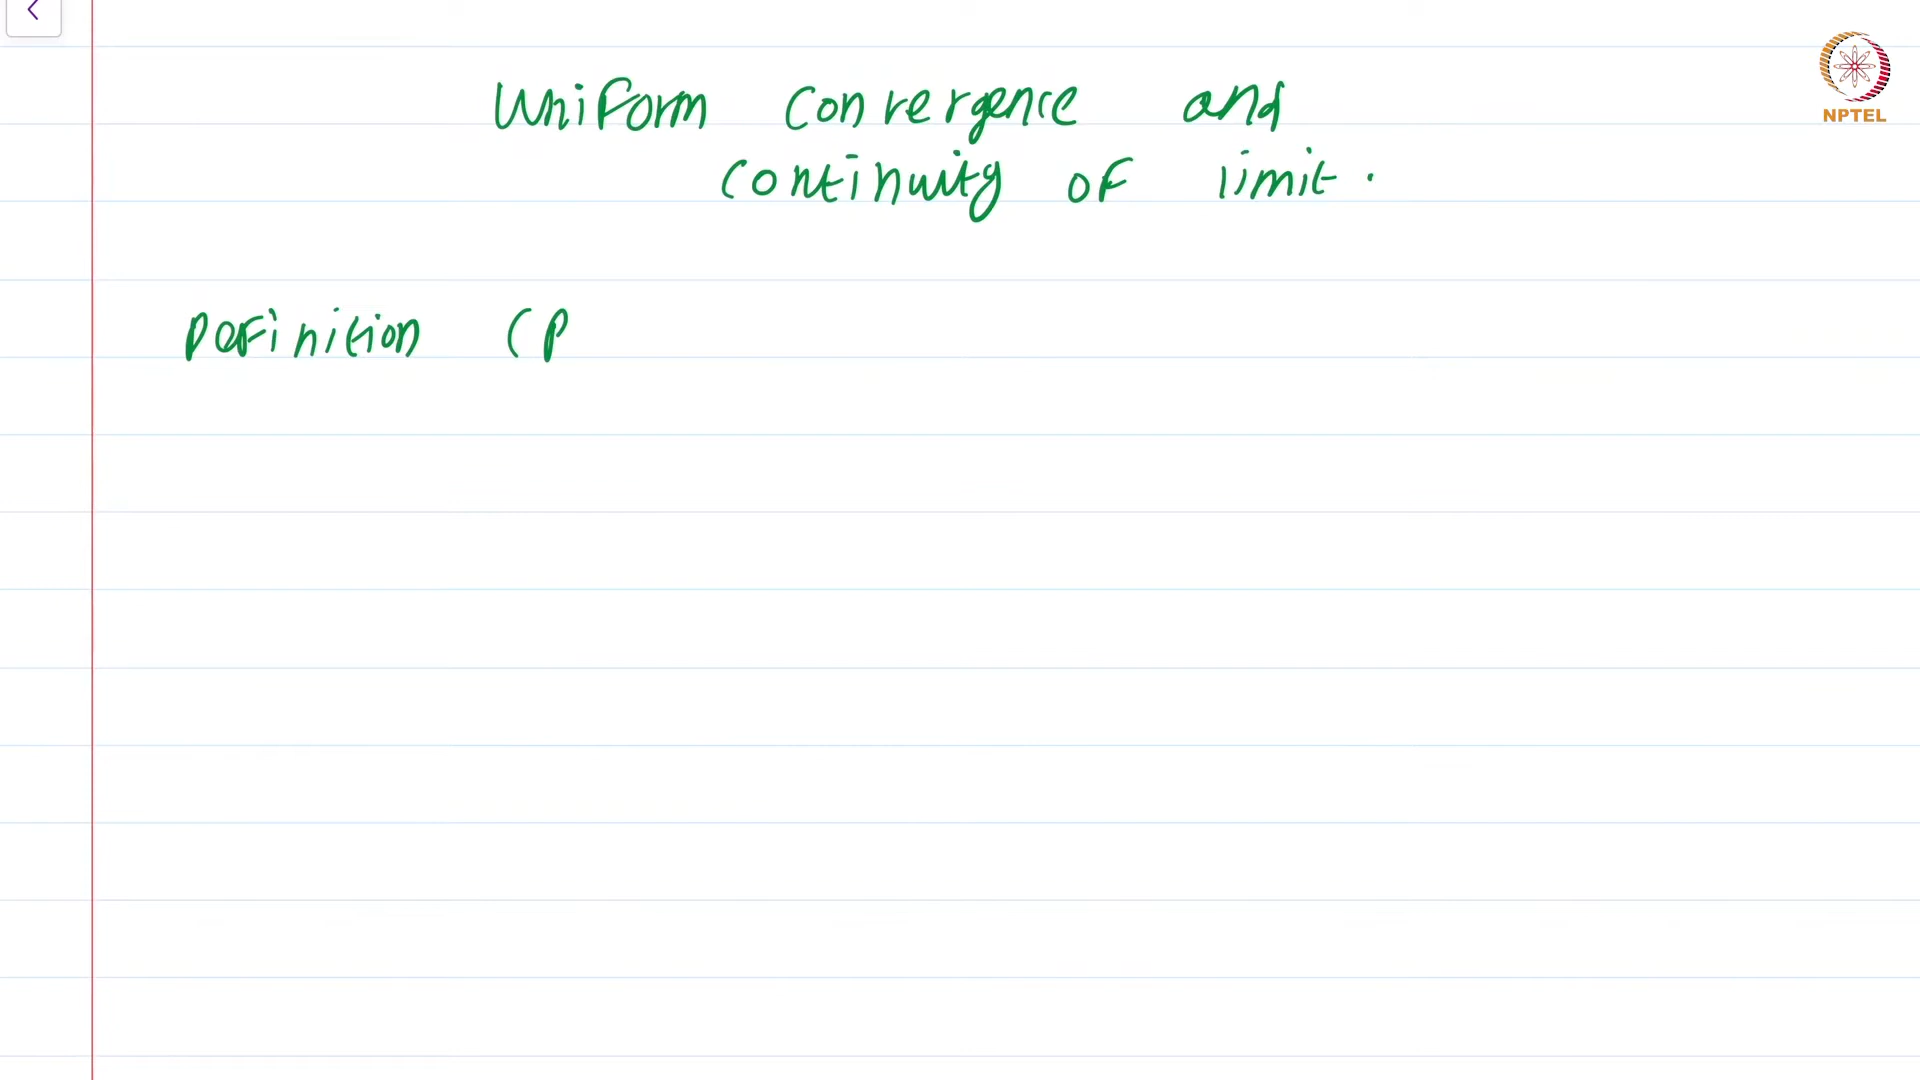 Uniform convergence and
continuity of limit.
Definition (P
NPTEL